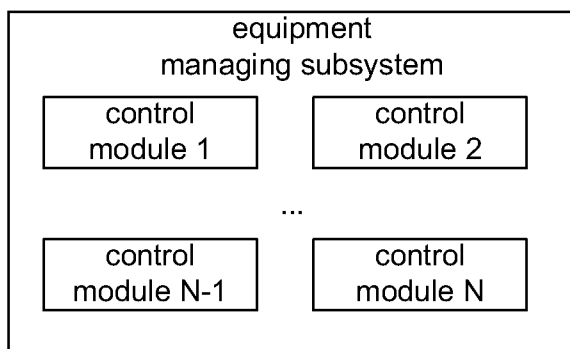 equipment
managing subsystem
control
module 1
control
module 2
...
control
module N-1
control
module N